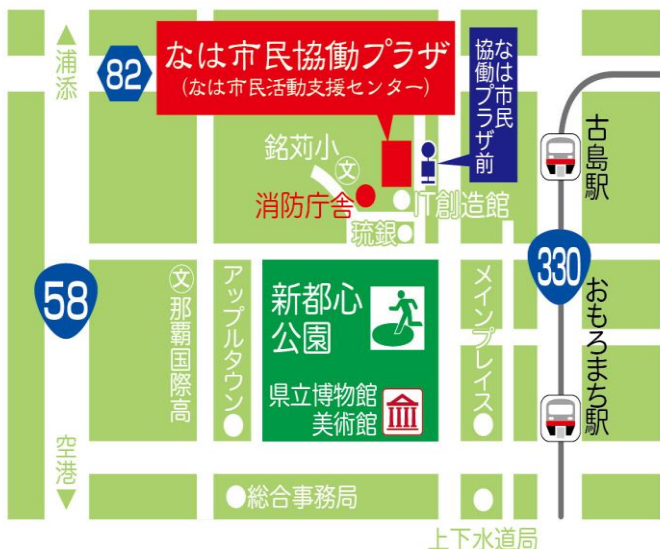 ▲浦添
82
なは市民協働プラザ
(なは市民活動支援センター)
なは市民
協働プラザ前
古島駅
銘苅小
文
消防庁舎
IT創造館
琉銀
58
文那覇国際高
アップルタウン
新都心
公園
県立博物館
美術館
メインプレイス
330
おもろまち駅
空港▼
総合事務局
上下水道局